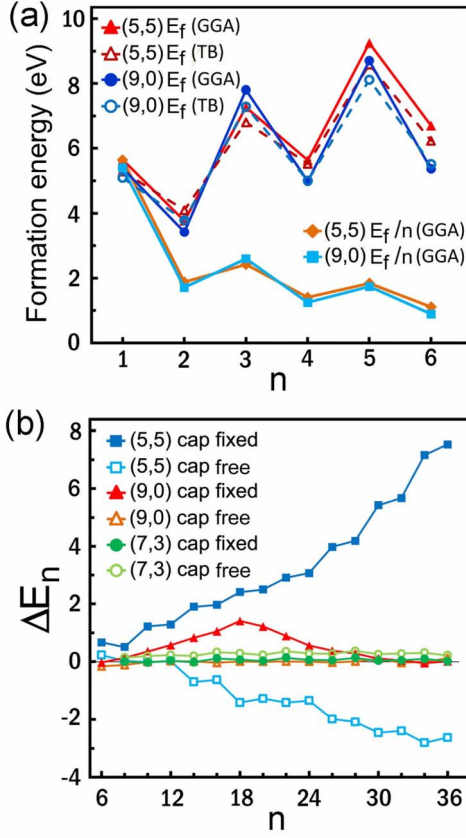 (a)
Formation energy (eV)
10
8
6
4
2
0
(5,5) Ef (GGA)
(5,5) Ef (TB)
(9,0) Ef (GGA)
(9,0) Ef (TB)
(5,5) Ef /n (GGA)
(9,0) Ef /n (GGA)
1 2 3 4 5 6
n
(b)
ΔEn
8
6
4
2
0
-2
-4
(5,5) cap fixed
(5,5) cap free
(9,0) cap fixed
(9,0) cap free
(7,3) cap fixed
(7,3) cap free
6 12 18 24 30 36
n